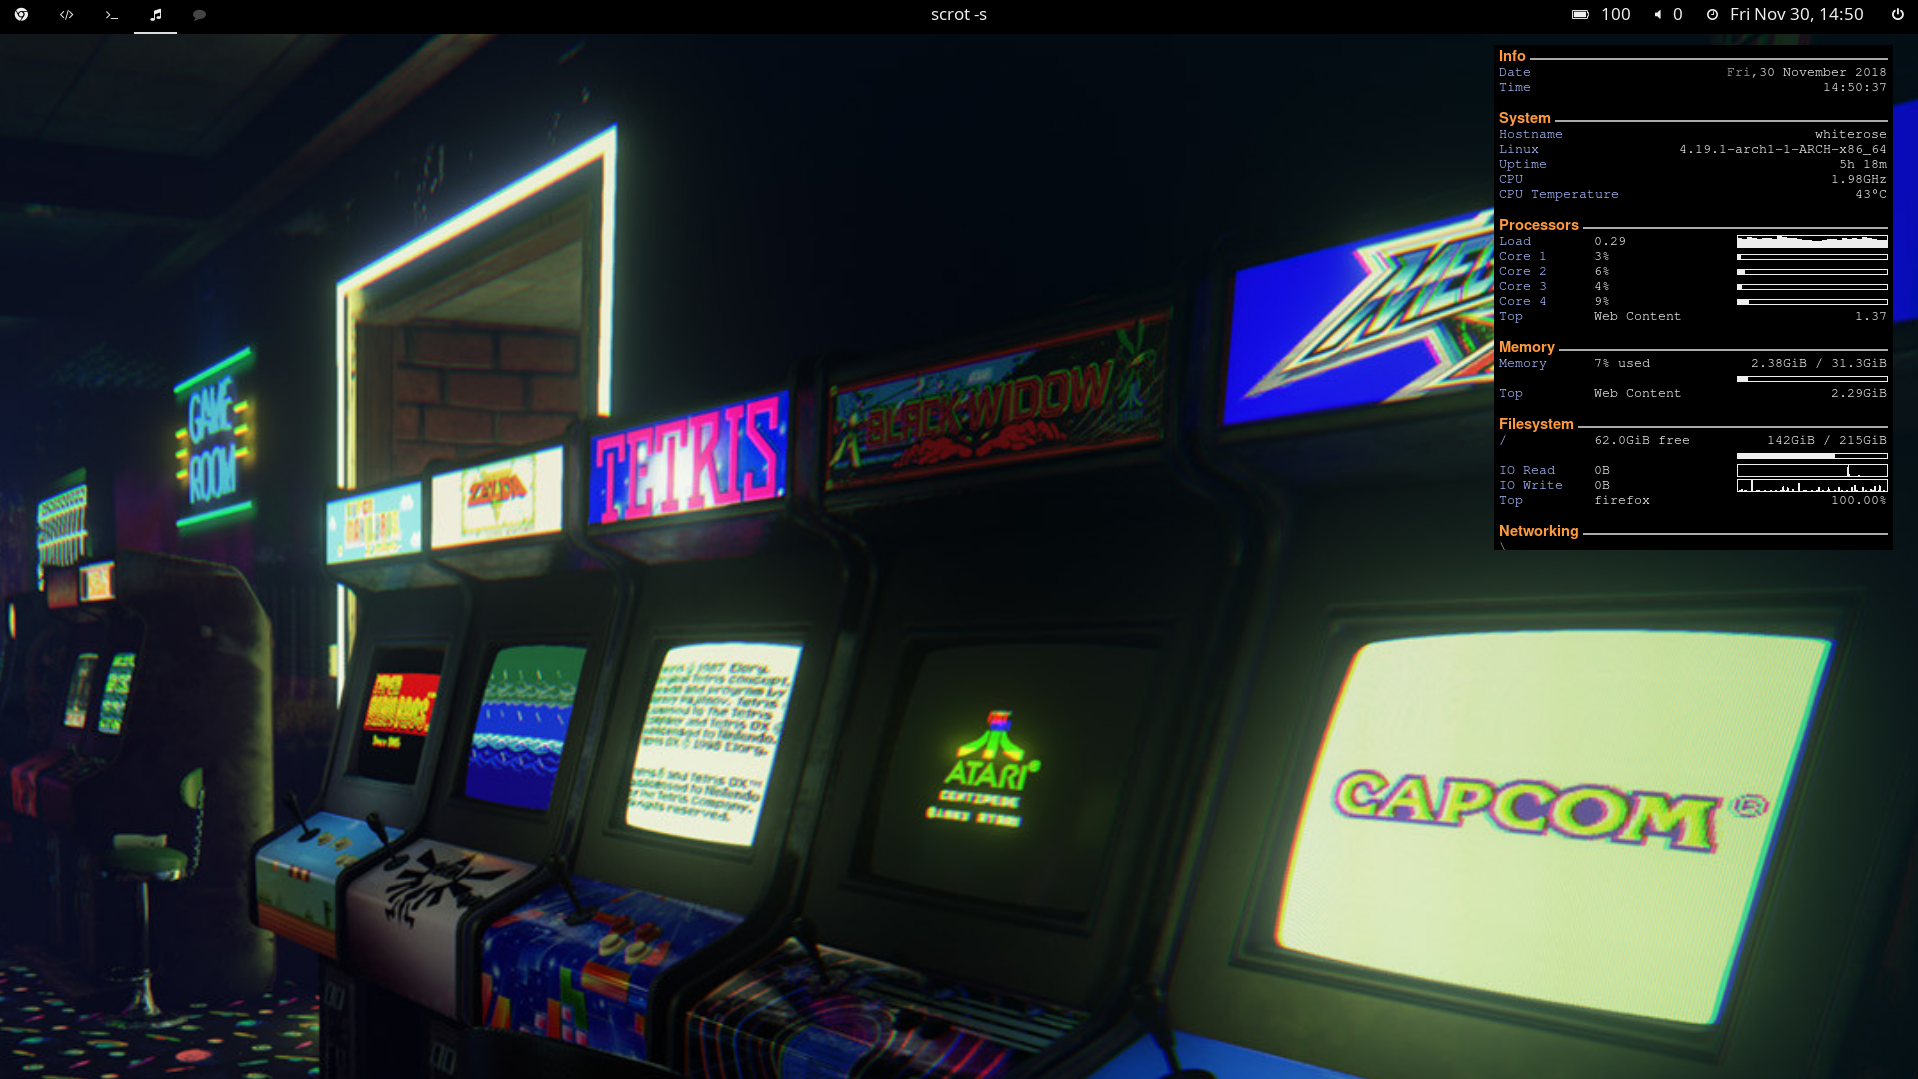 scrot -s
100
0
Fri Nov 30, 14:50
Info
Date Fri,30 November 2018
Time 14:50:37
System
Hostname whiterose
Linux 4.19.1-arch1-1-ARCH-x86_64
Uptime 5h 18m
CPU 1.98GHz
CPU Temperature 43°C
Processors
Load 0.29
Core 1 3%
Core 2 6%
Core 3 4%
Core 4 9%
Top Web Content 1.37
Memory
Memory 7% used 2.38GiB / 31.3GiB
Top Web Content 2.29GiB
Filesystem
/ 62.0GiB free 142GiB / 215GiB
IO Read 0B
IO Write 0B
Top firefox 100.00%
Networking
\
GAME
ROOM
ZELDA
TETRIS
ATARI
BLACK WIDOW
ATARI
SUPER
MARIO BROS
ATARI
CENTIPEDE
CAPCOM®